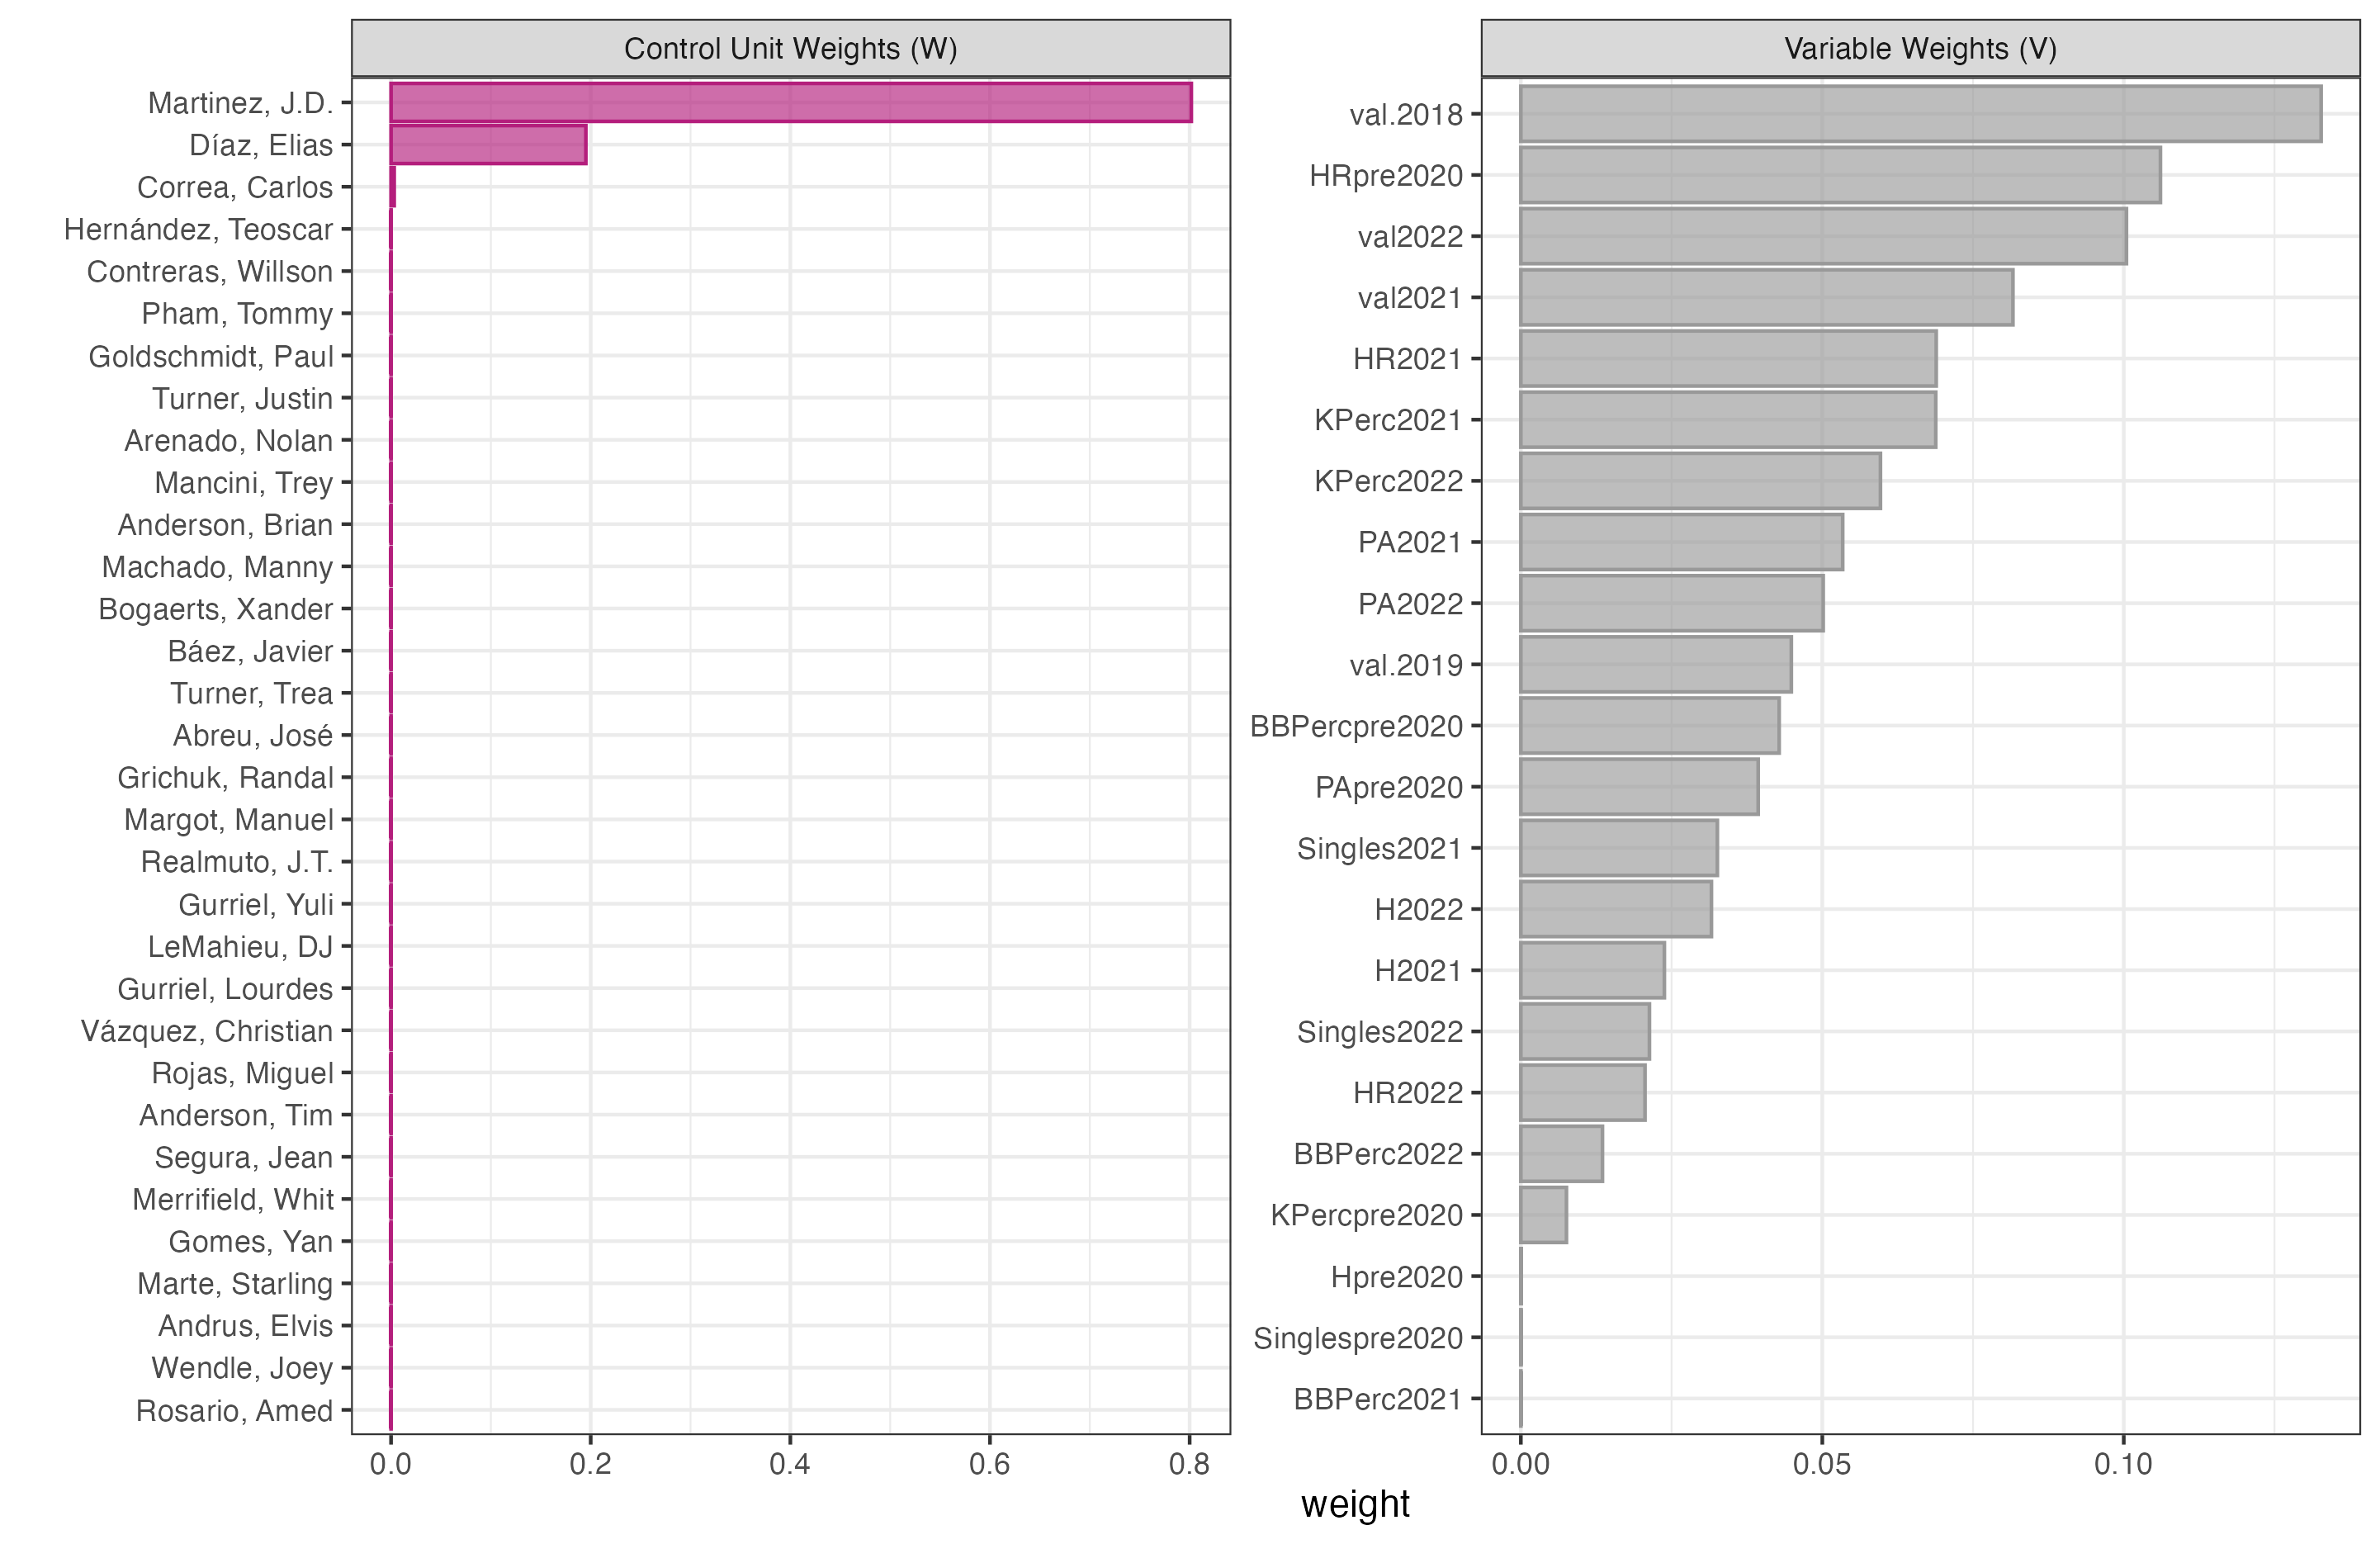 Control Unit Weights (W)
Martinez, J.D.
Díaz, Elias
Correa, Carlos
Hernández, Teoscar
Contreras, Willson
Pham, Tommy
Goldschmidt, Paul
Turner, Justin
Arenado, Nolan
Mancini, Trey
Anderson, Brian
Machado, Manny
Bogaerts, Xander
Báez, Javier
Turner, Trea
Abreu, José
Grichuk, Randal
Margot, Manuel
Realmuto, J.T.
Gurriel, Yuli
LeMahieu, DJ
Gurriel, Lourdes
Vázquez, Christian
Rojas, Miguel
Anderson, Tim
Segura, Jean
Merrifield, Whit
Gomes, Yan
Marte, Starling
Andrus, Elvis
Wendle, Joey
Rosario, Amed
0.0 0.2 0.4 0.6 0.8
Variable Weights (V)
val.2018
HRpre2020
val2022
val2021
HR2021
KPerc2021
KPerc2022
PA2021
PA2022
val.2019
BBPercpre2020
PApre2020
Singles2021
H2022
H2021
Singles2022
HR2022
BBPerc2022
KPercpre2020
Hpre2020
Singlespre2020
BBPerc2021
0.00 0.05 0.10
weight